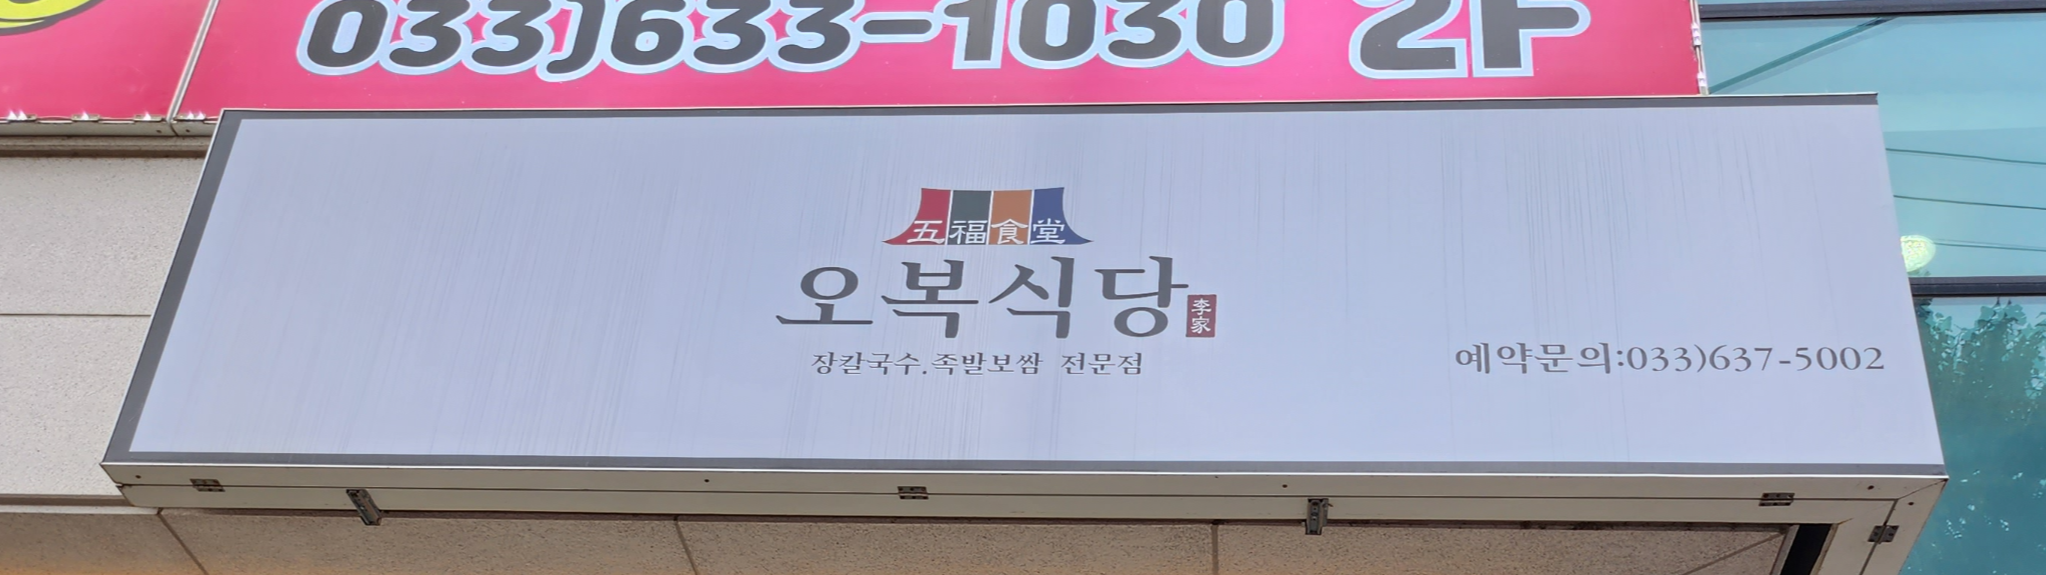 033)633-1030 2F
五福食堂
오복식당
李家
장칼국수.족발보쌈 전문점
예약문의:033)637-5002